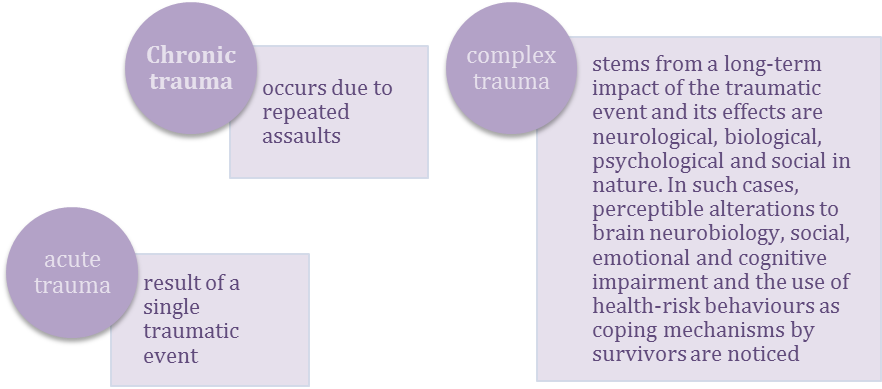 Chronic
trauma
occurs due to
repeated
assaults
complex
trauma
stems from a long-term
impact of the traumatic
event and its effects are
neurological, biological,
psychological and social in
nature. In such cases,
perceptible alterations to
brain neurobiology, social,
emotional and cognitive
impairment and the use of
health-risk behaviours as
coping mechanisms by
survivors are noticed
acute
trauma
result of a
single
traumatic
event